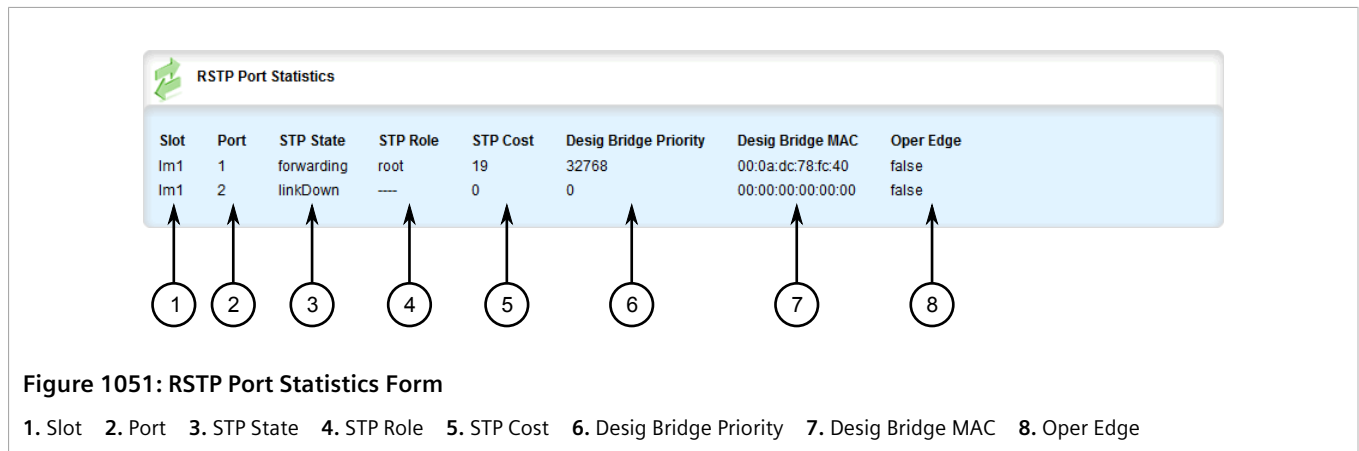 RSTP Port Statistics
Slot Port STP State STP Role STP Cost Desig Bridge Priority Desig Bridge MAC Oper Edge
lm1 1 forwarding root 19 32768 00:0a:dc:78:fc:40 false
lm1 2 linkDown ---- 0 0 00:00:00:00:00:00 false
1 2 3 4 5 6 7 8
Figure 1051: RSTP Port Statistics Form
1. Slot 2. Port 3. STP State 4. STP Role 5. STP Cost 6. Desig Bridge Priority 7. Desig Bridge MAC 8. Oper Edge